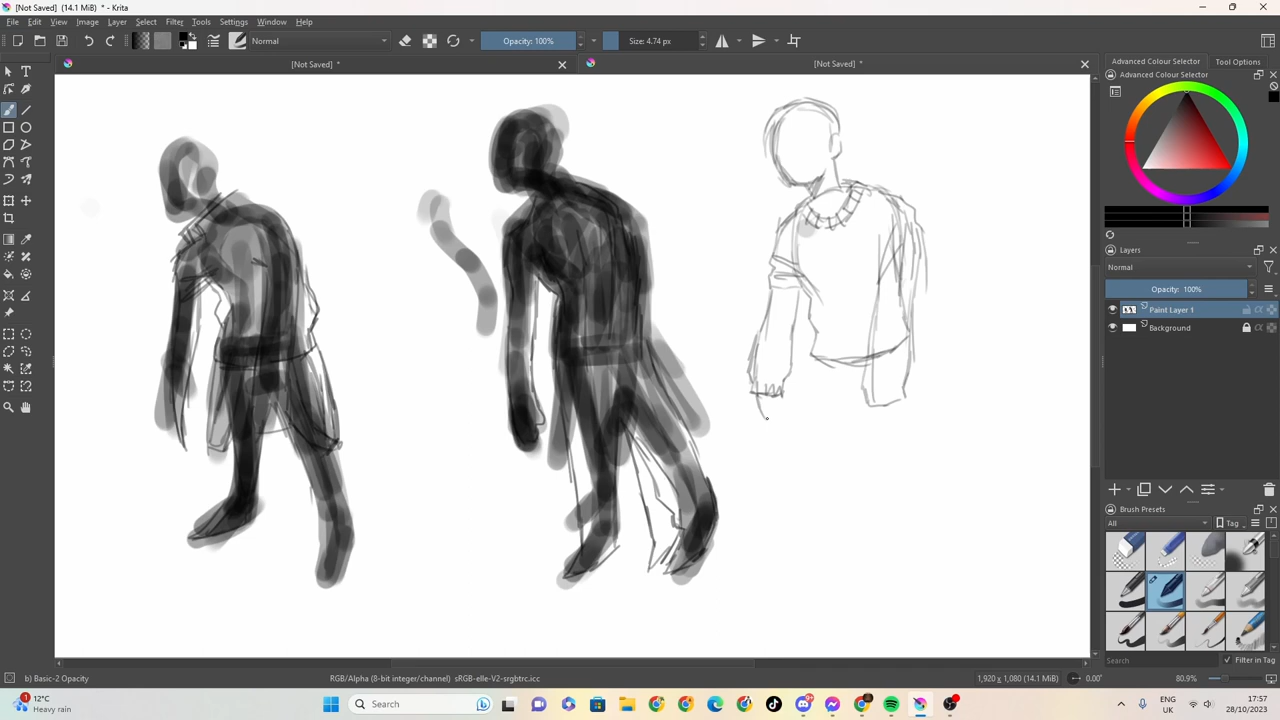 [Not Saved]  (14.1 MiB)  * - Krita
File Edit View Image Layer Select Filter Tools Settings Window Help
Normal
Opacity: 100%
Size: 4.74 px
[Not Saved]  *
[Not Saved]  *
Advanced Colour Selector
Tool Options
Advanced Colour Selector
Layers
Normal
Opacity:  100%
Paint Layer 1
Background
Brush Presets
All
Tag
Search
Filter in Tag
b) Basic-2 Opacity
RGB/Alpha (8-bit integer/channel)  sRGB-elle-V2-srgbtrc.icc
1,920 x 1,080 (14.1 MiB)
0.00°
80.9%
1
12°C
Heavy rain
Search
9+
ENG
UK
17:57
28/10/2023